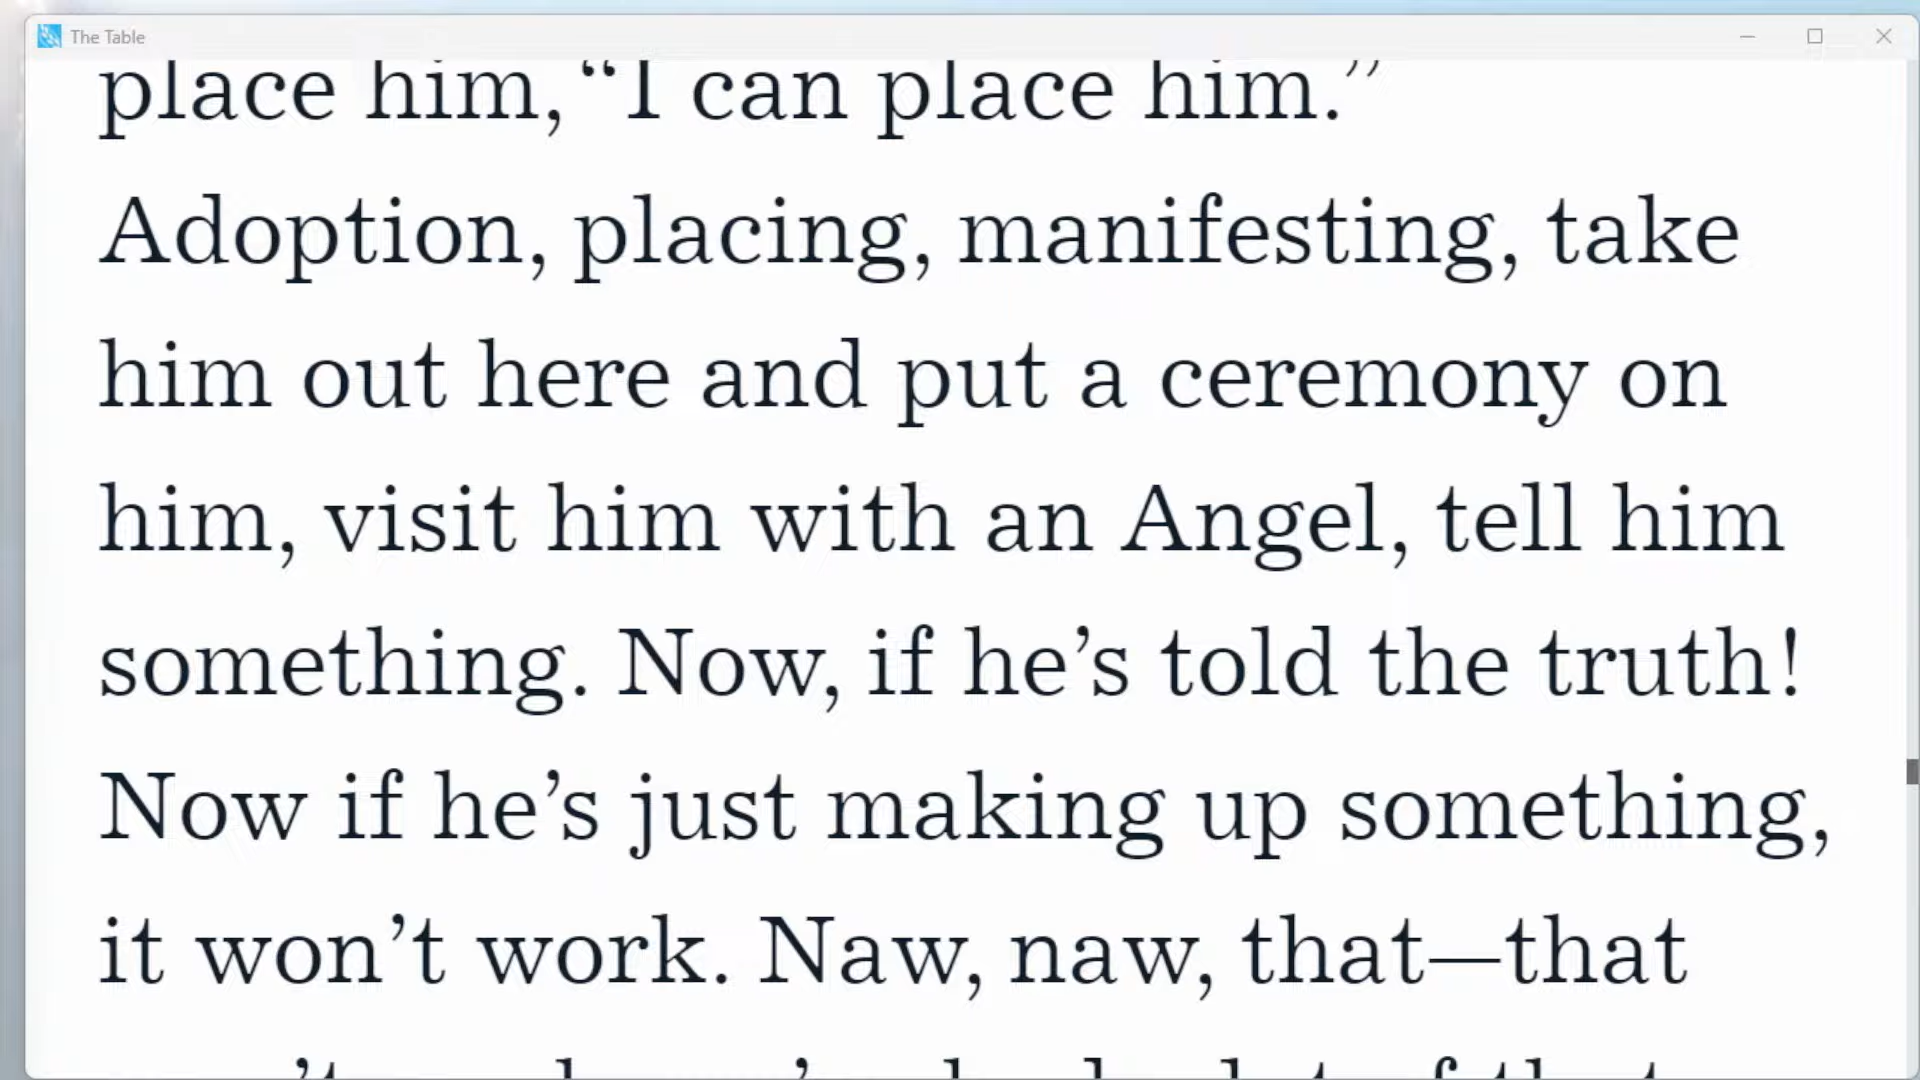 The Table
place him, “I can place him.”
Adoption, placing, manifesting, take
him out here and put a ceremony on
him, visit him with an Angel, tell him
something. Now, if he’s told the truth!
Now if he’s just making up something,
it won’t work. Naw, naw, that—that